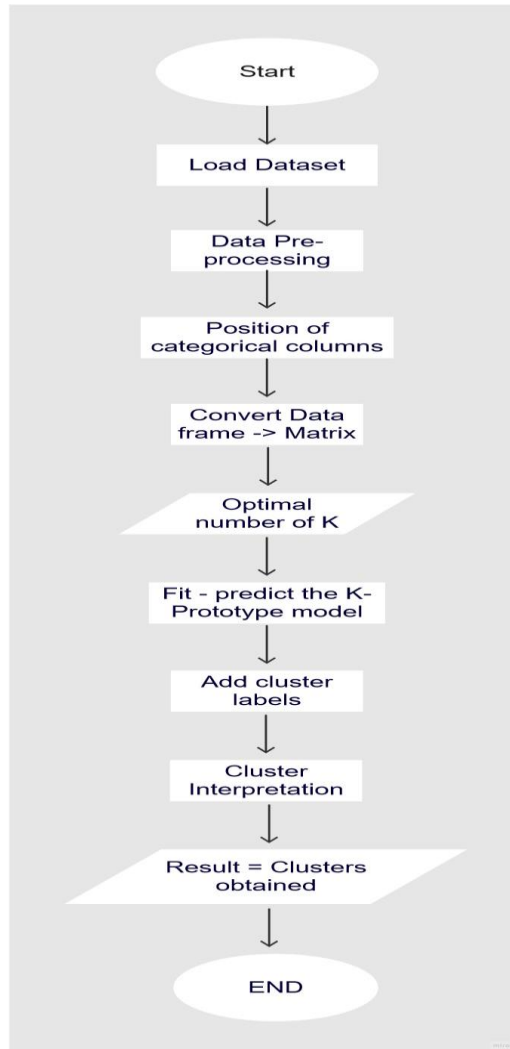 Start
Load Dataset
Data Pre-
processing
Position of
categorical columns
Convert Data
frame -> Matrix
Optimal
number of K
Fit - predict the K-
Prototype model
Add cluster
labels
Cluster
Interpretation
Result = Clusters
obtained
END